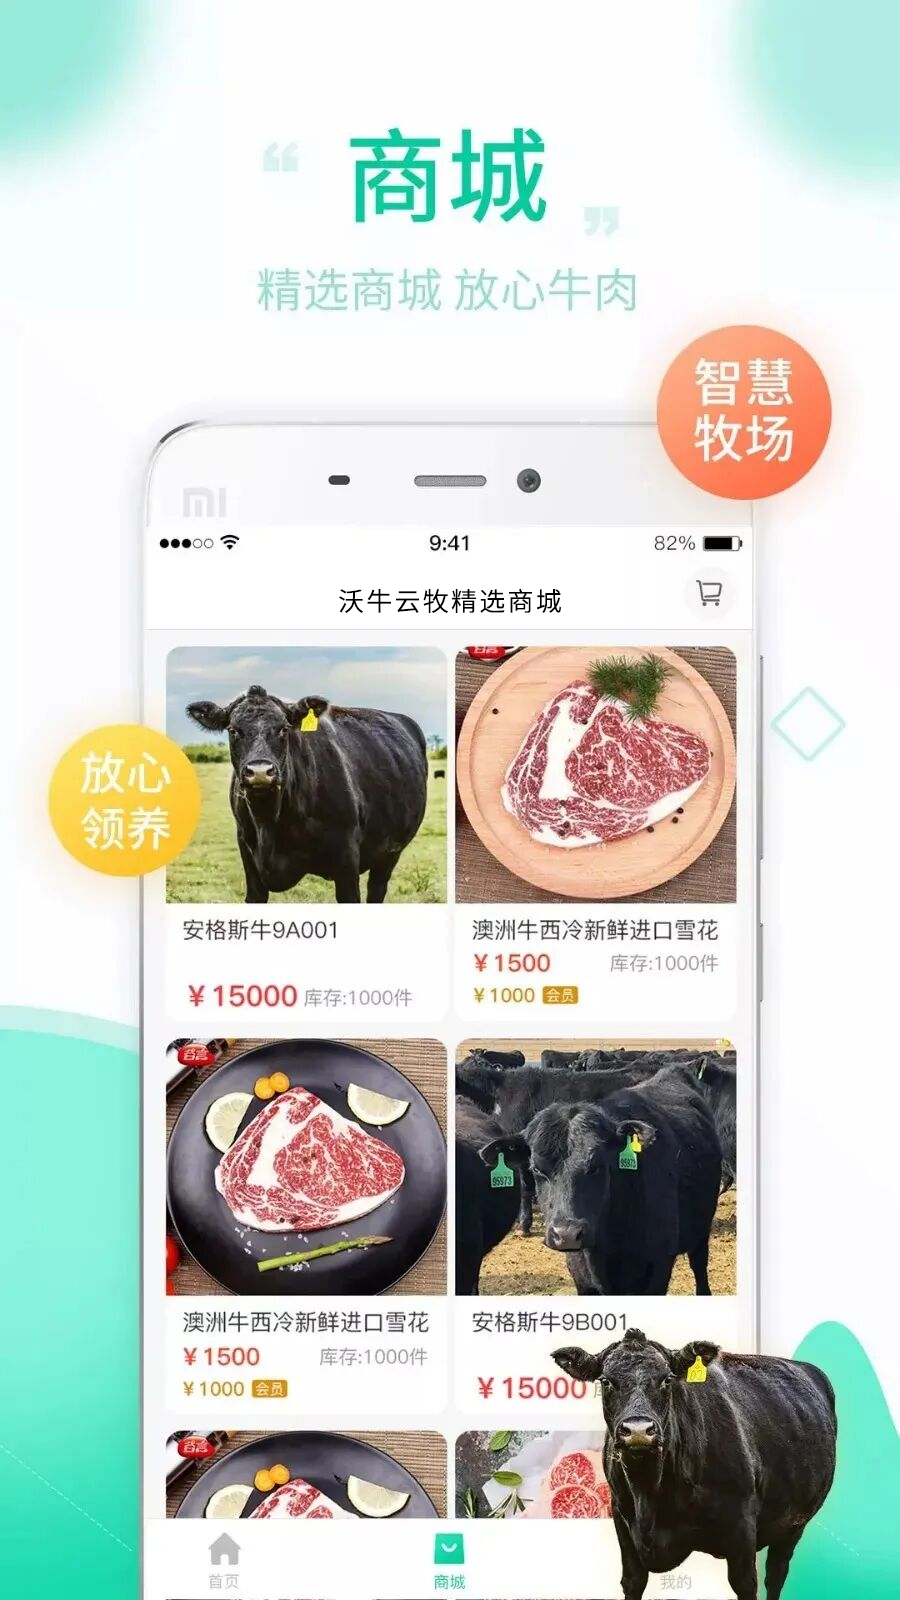 “商城”
精选商城 放心牛肉
智慧
牧场
放心
领养
mi
9:41
82%
沃牛云牧精选商城
安格斯牛9A001
¥15000 库存:1000件
澳洲牛西冷新鲜进口雪花
¥1500 库存:1000件
¥1000 会员
95973
95973
澳洲牛西冷新鲜进口雪花
¥1500 库存:1000件
¥1000 会员
安格斯牛9B001
¥15000
首页
商城
我的